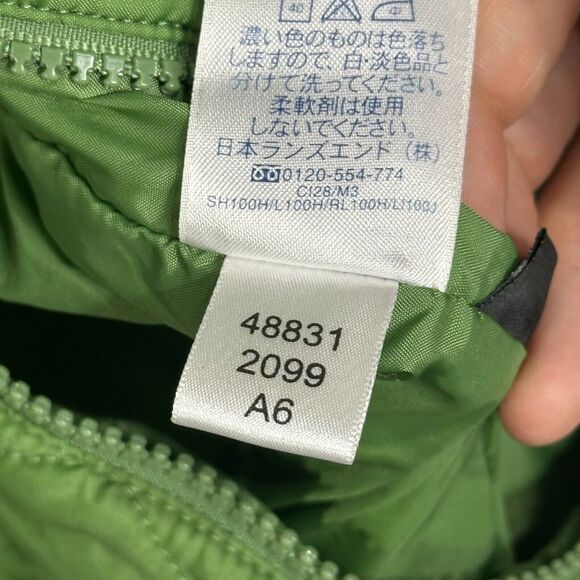 40
濃い色のものは色落ち
しますので、白・淡色品と
分けて洗ってください。
柔軟剤は使用
しないでください。
日本ランズエンド(株)
0120-554-774
CI28/M3
SH100H/L100H/RL100H/LI100J
48831
2099
A6